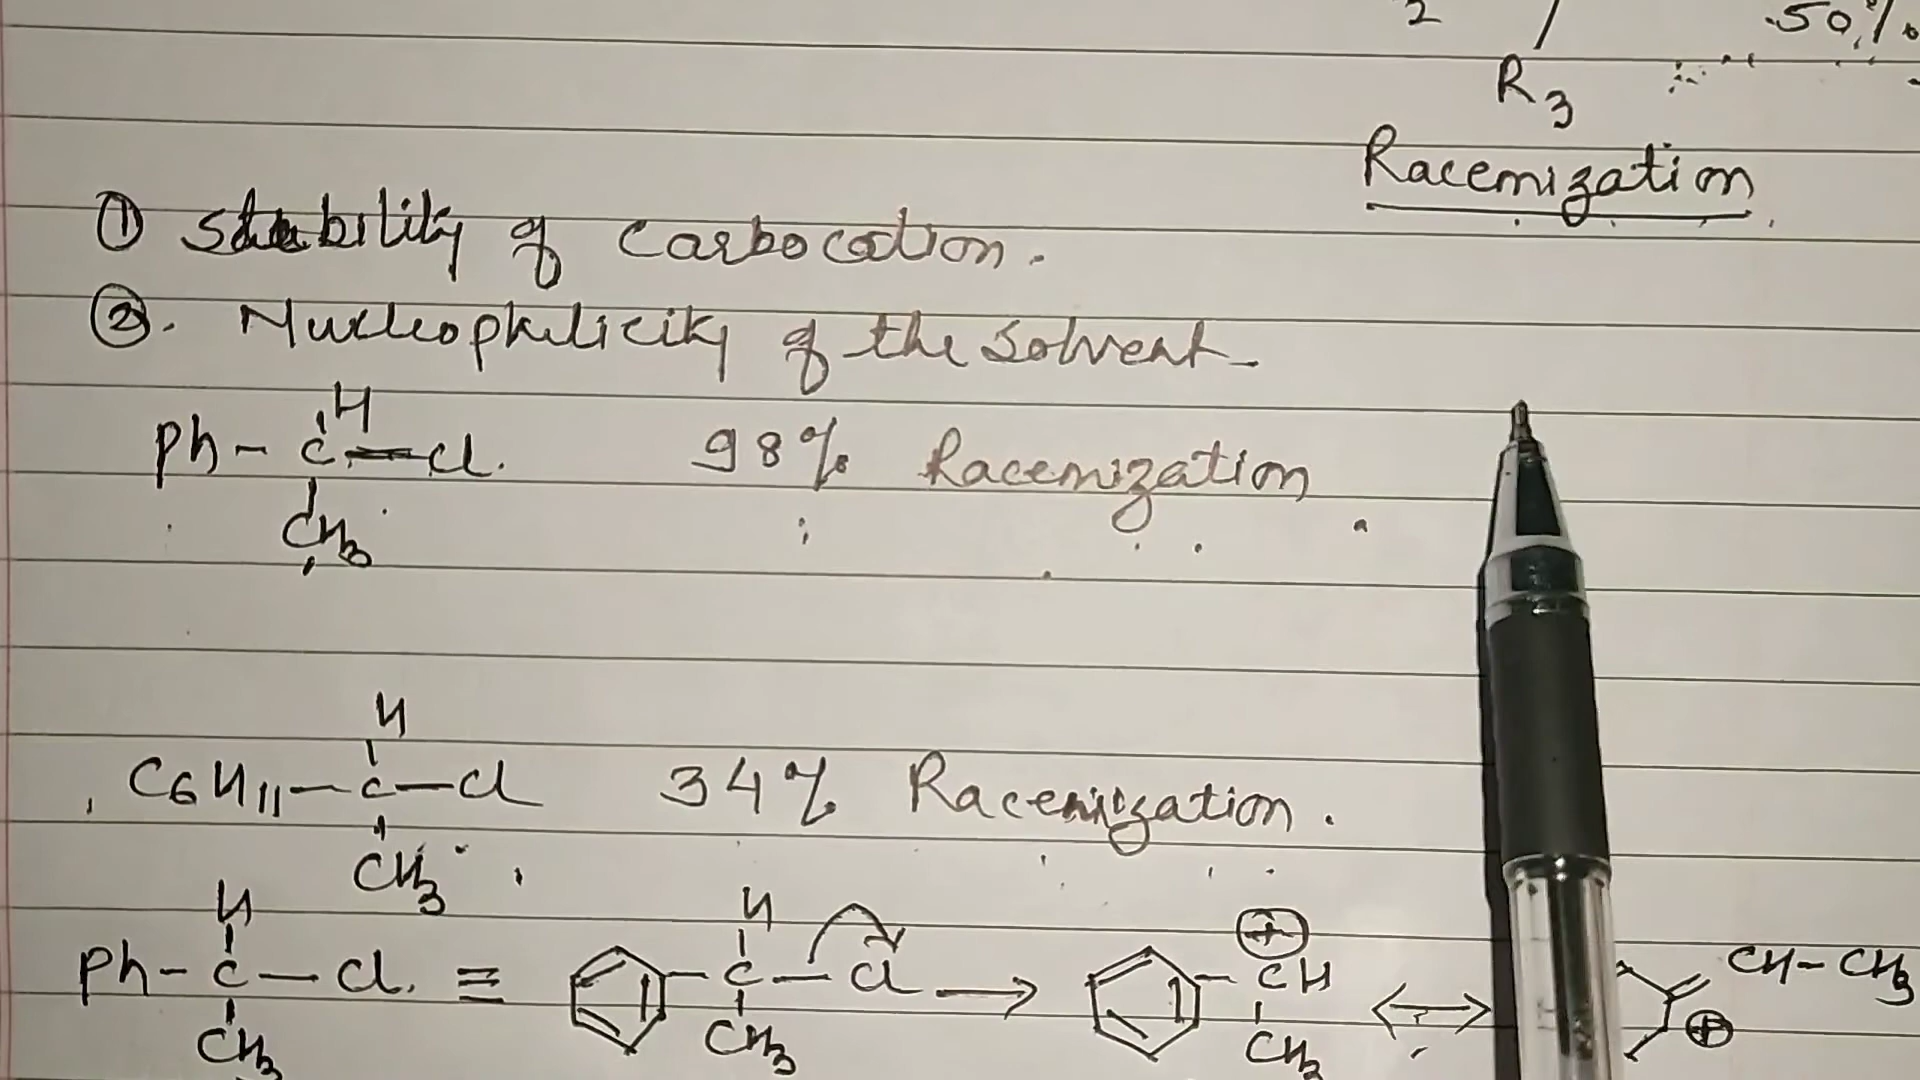 2 / 50%
R3
Racemization
① Stability of Carbocation.
②. Nucleophilicity of the Solvent
H
Ph - C - Cl. 98% Racemization
CH3
H
C6H11 - C - Cl 34% Racemization.
CH3
H H ⊕
Ph - C - Cl. ≡ - C - Cl → - CH ↔ CH - CH3
CH3 CH3 CH3 ⊕